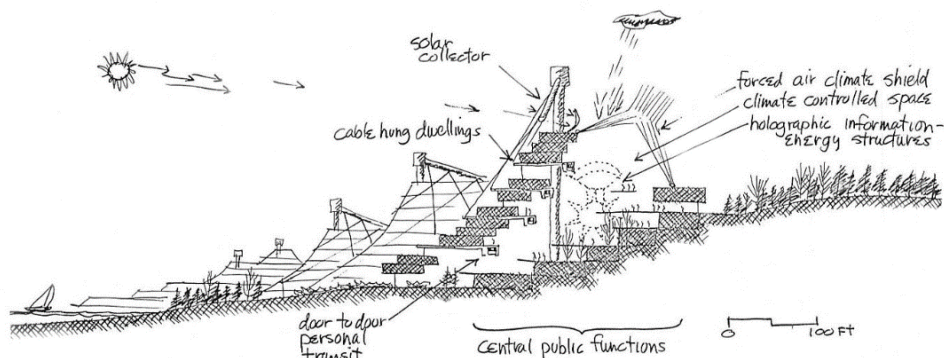 solar
collector
cable hung dwellings
forced air climate shield
climate controlled space
holographic information-
energy structures
door to door
personal
transit
central public functions
0 100 FT